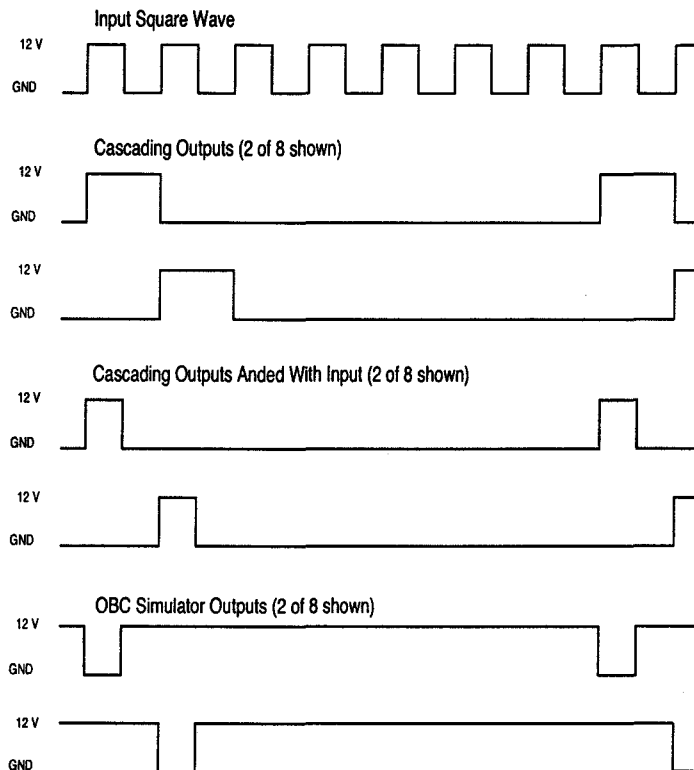 Input Square Wave
12 V
GND
Cascading Outputs (2 of 8 shown)
12 V
GND
12 V
GND
Cascading Outputs Anded With Input (2 of 8 shown)
12 V
GND
12 V
GND
OBC Simulator Outputs (2 of 8 shown)
12 V
GND
12 V
GND